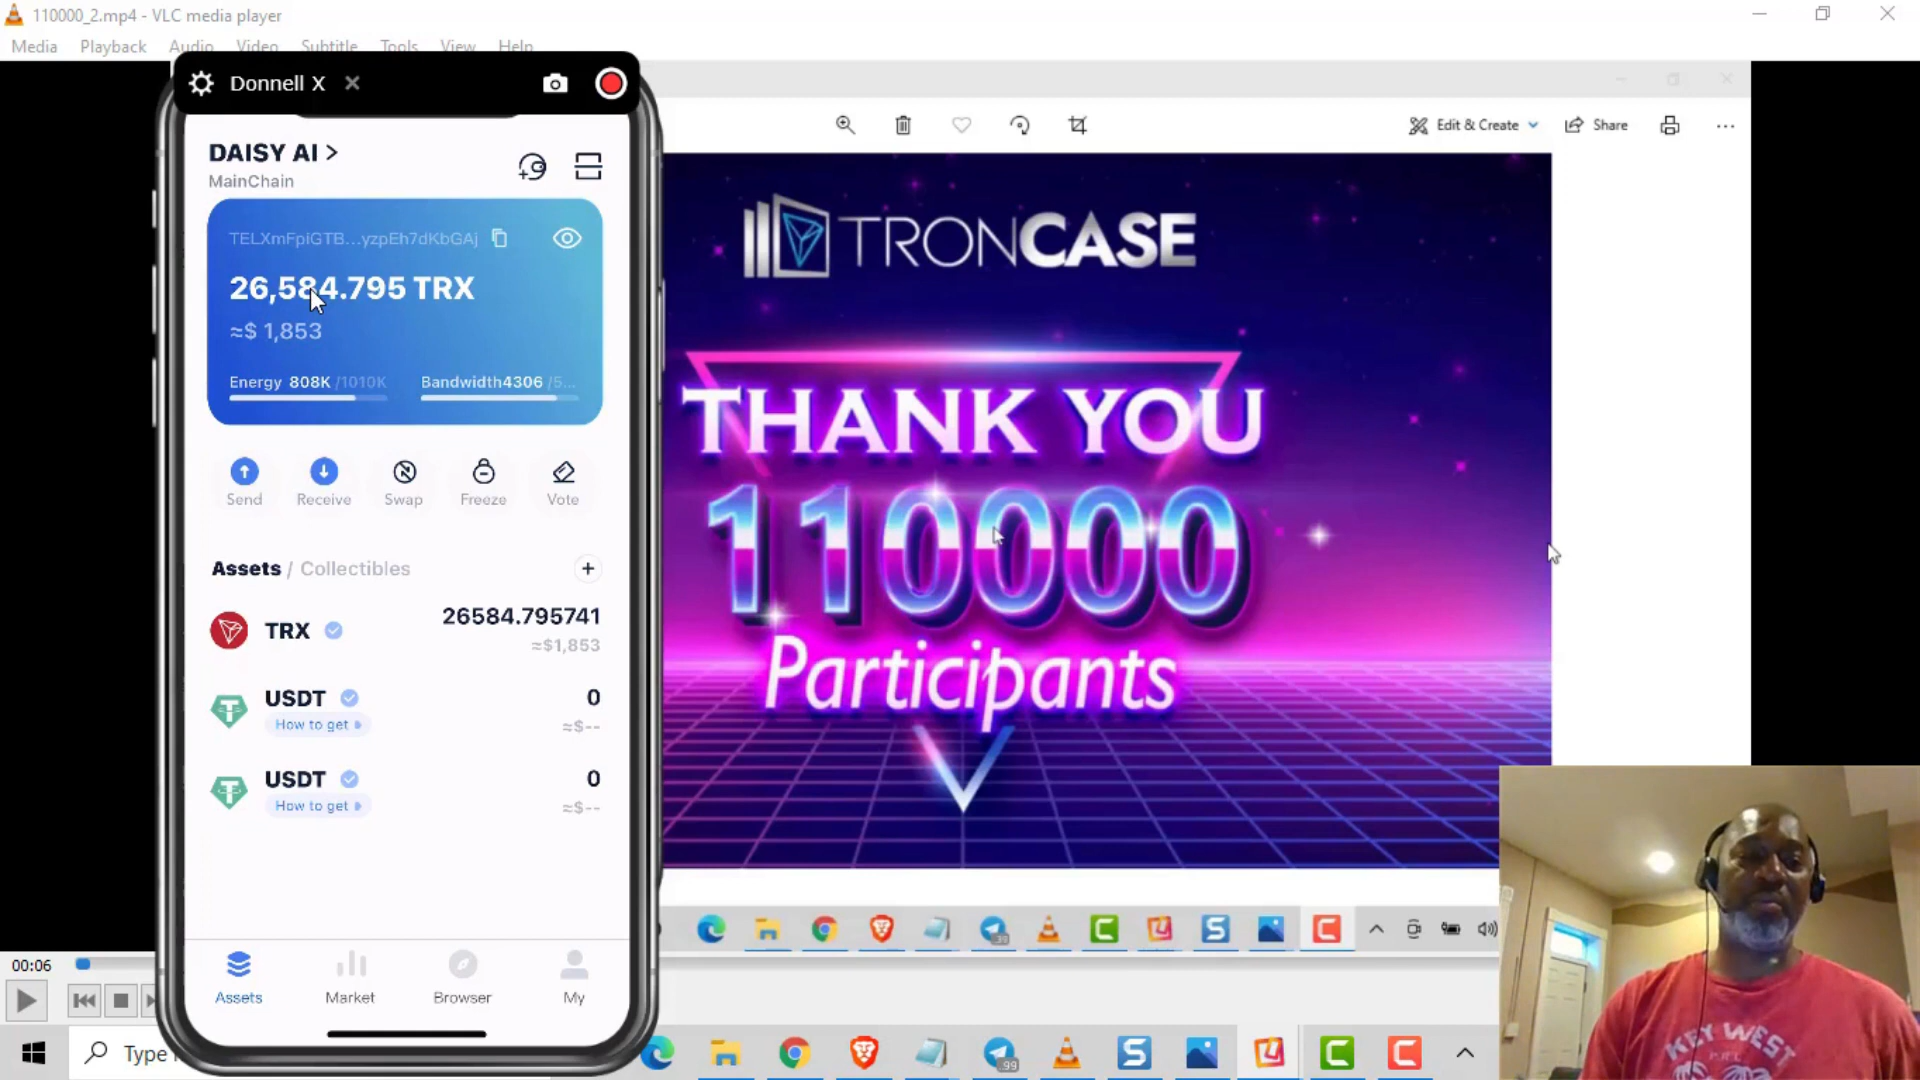 110000_2.mp4 - VLC media player
Media Playback Audio Video Subtitle Tools View Help
Donnell X
DAISY AI >
MainChain
TELXmFpiGTB...yzpEh7dKbGAj
26,584.795 TRX
≈$ 1,853
Energy 808K /1010K Bandwidth4306 /5...
Send Receive Swap Freeze Vote
Assets / Collectibles +
TRX 26584.795741
≈$1,853
USDT 0
How to get ≈$--
USDT 0
How to get ≈$--
Assets Market Browser My
Edit & Create Share ...
TRONCASE
THANK YOU
110000
Participants
00:06
Type
99
KEY WEST